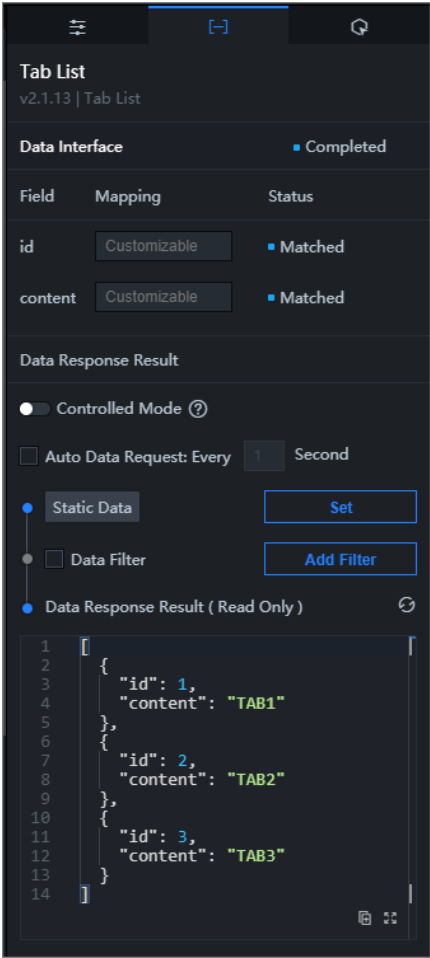 Tab List
v2.1.13 | Tab List
Data Interface Completed
Field Mapping Status
id Customizable Matched
content Customizable Matched
Data Response Result
Controlled Mode ?
Auto Data Request: Every 1 Second
Static Data Set
Data Filter Add Filter
Data Response Result ( Read Only )
1 [
2 {
3 "id": 1,
4 "content": "TAB1"
5 },
6 {
7 "id": 2,
8 "content": "TAB2"
9 },
10 {
11 "id": 3,
12 "content": "TAB3"
13 }
14 ]